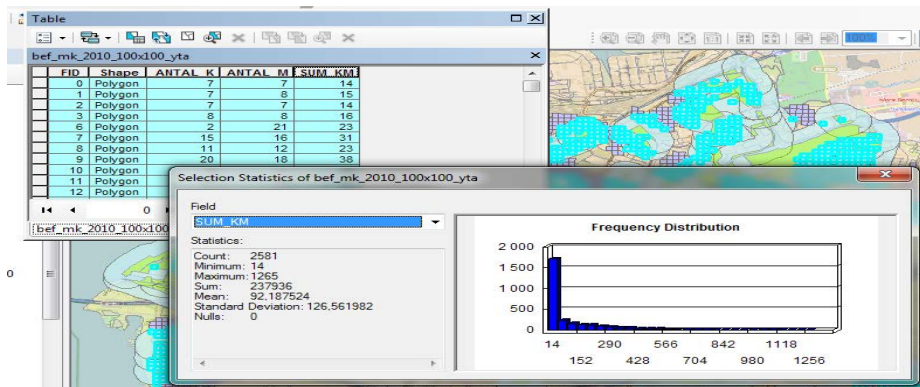 Table
100%
bef_mk_2010_100x100_yta
FID Shape ANTAL_K ANTAL_M SUM_KM
0 Polygon 7 7 14
1 Polygon 7 8 15
2 Polygon 7 7 14
3 Polygon 8 8 16
6 Polygon 2 21 23
7 Polygon 15 16 31
8 Polygon 11 12 23
9 Polygon 20 18 38
10 Polygon
11 Polygon
12 Polygon
0
bef_mk_2010_100x100
Selection Statistics of bef_mk_2010_100x100_yta
Field
SUM_KM
Statistics:
Count: 2581
Minimum: 14
Maximum: 1265
Sum: 237936
Mean: 92,187524
Standard Deviation: 126,561982
Nulls: 0
Frequency Distribution
2 000
1 500
1 000
500
0
14 290 566 842 1118
152 428 704 980 1256
0